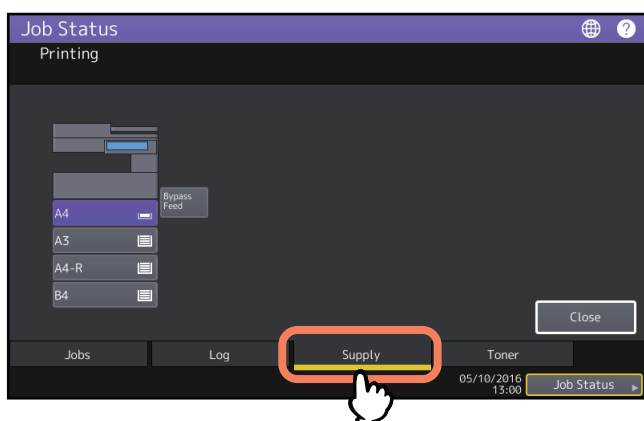 Job Status
?
Printing
Bypass
Feed
A4
A3
A4-R
B4
Close
Jobs Log Supply Toner
05/10/2016
13:00
Job Status